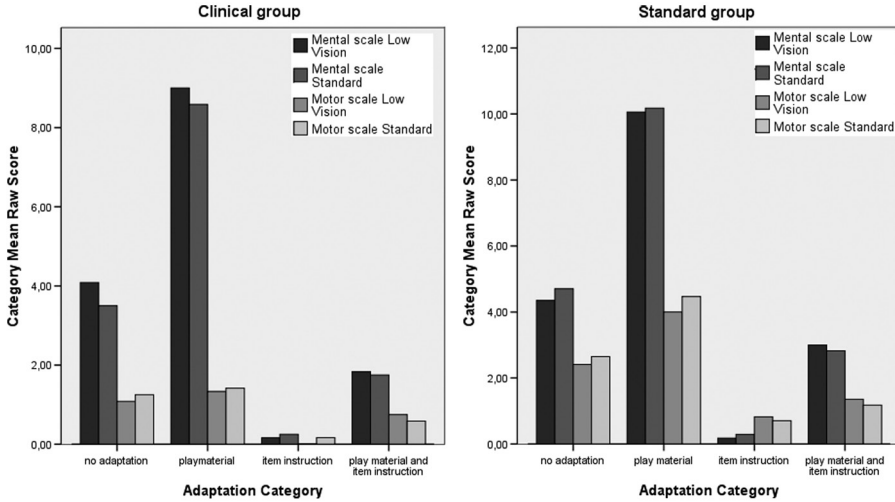 Clinical group
10,00
8,00
6,00
4,00
2,00
0,00
Category Mean Raw Score
Mental scale Low
Vision
Mental scale
Standard
Motor scale Low
Vision
Motor scale Standard
no adaptation
playmaterial
item instruction
play material and
item instruction
Adaptation Category
Standard group
12,00
10,00
8,00
6,00
4,00
2,00
0,00
Category Mean Raw Score
Mental scale Low
Vision
Mental scale
Standard
Motor scale Low
Vision
Motor scale Standard
no adaptation
play material
item instruction
play material and
item instruction
Adaptation Category